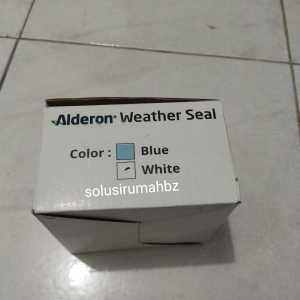 Alderon® Weather Seal
Color : Blue
White
solusirumahbz